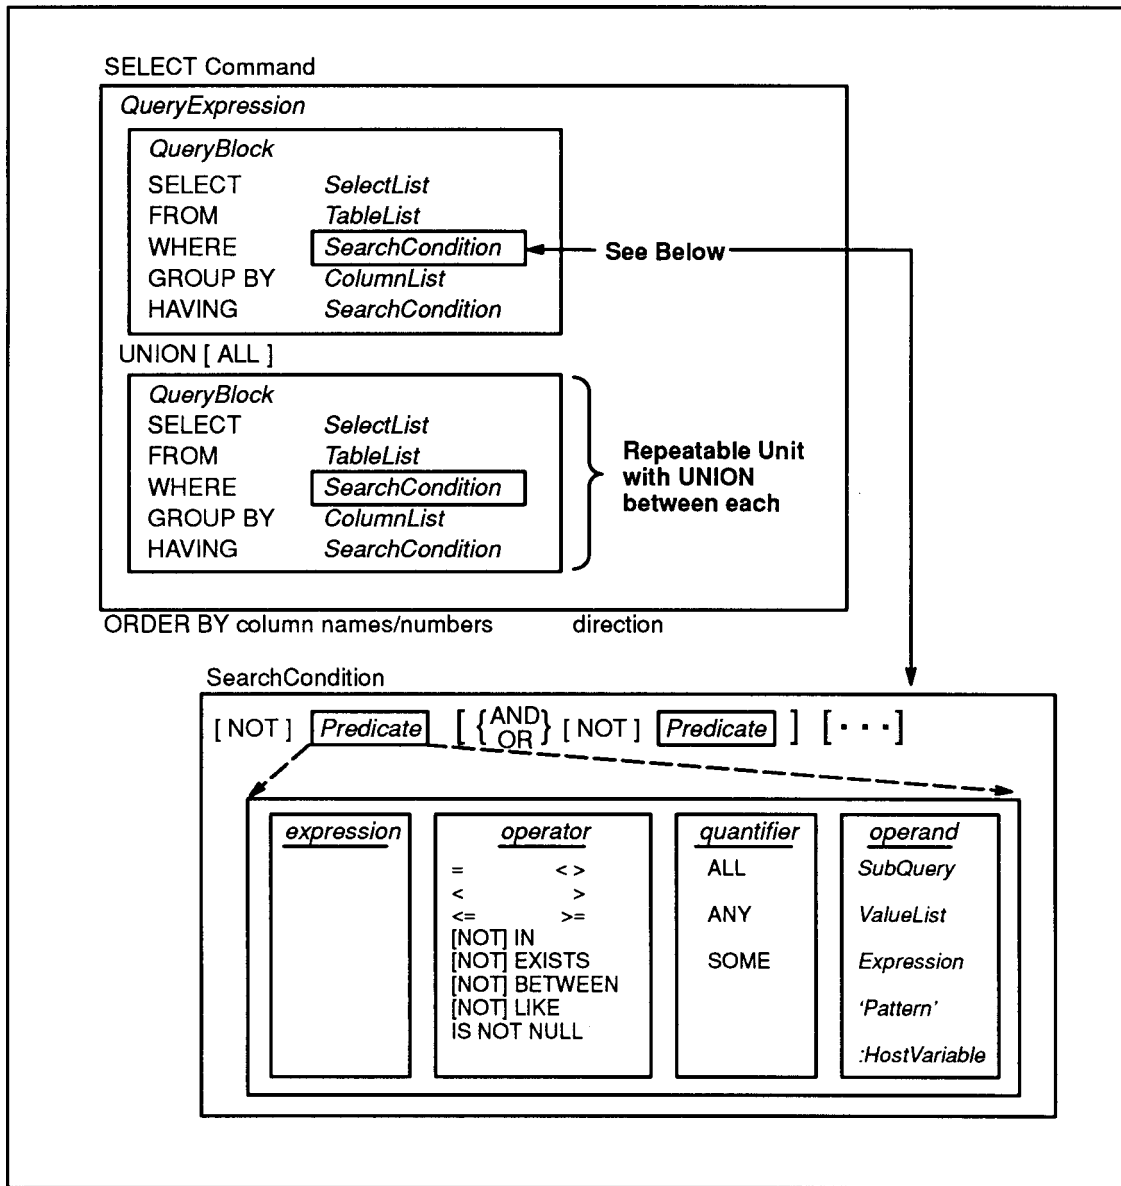 SELECT Command
QueryExpression
QueryBlock
SELECT SelectList
FROM TableList
WHERE SearchCondition See Below
GROUP BY ColumnList
HAVING SearchCondition
UNION [ ALL ]
QueryBlock
SELECT SelectList
FROM TableList
WHERE SearchCondition
GROUP BY ColumnList
HAVING SearchCondition
Repeatable Unit
with UNION
between each
ORDER BY column names/numbers direction
SearchCondition
[ NOT ] Predicate [ { AND
OR } [ NOT ] Predicate ] [ · · · ]
expression operator quantifier operand
= < >
< >
<= >=
[NOT] IN
[NOT] EXISTS
[NOT] BETWEEN
[NOT] LIKE
IS NOT NULL
ALL
ANY
SOME
SubQuery
ValueList
Expression
‘Pattern’
:HostVariable